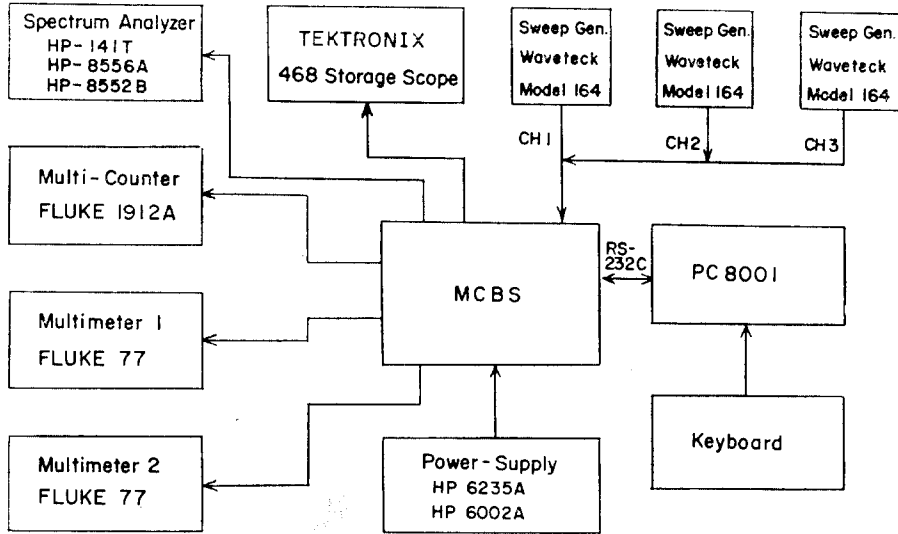 Spectrum Analyzer
HP-141T
HP-8556A
HP-8552B
TEKTRONIX
468 Storage Scope
Sweep Gen.
Waveteck
Model 164
Sweep Gen.
Waveteck
Model 164
Sweep Gen.
Waveteck
Model 164
CH1
CH2
CH3
Multi-Counter
FLUKE 1912A
MCBS
RS-
232C
PC8001
Multimeter 1
FLUKE 77
Multimeter 2
FLUKE 77
Power-Supply
HP 6235A
HP 6002A
Keyboard